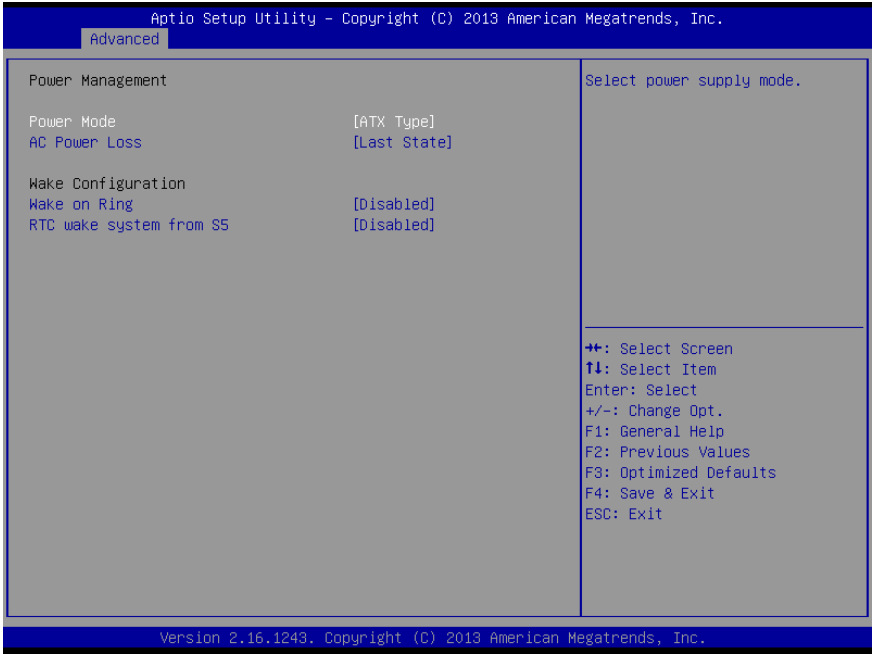 Aptio Setup Utility – Copyright (C) 2013 American Megatrends, Inc.
Advanced
Power Management
Power Mode [ATX Type]
AC Power Loss [Last State]
Wake Configuration
Wake on Ring [Disabled]
RTC wake system from S5 [Disabled]
Select power supply mode.
→←: Select Screen
↑↓: Select Item
Enter: Select
+/-: Change Opt.
F1: General Help
F2: Previous Values
F3: Optimized Defaults
F4: Save & Exit
ESC: Exit
Version 2.16.1243. Copyright (C) 2013 American Megatrends, Inc.